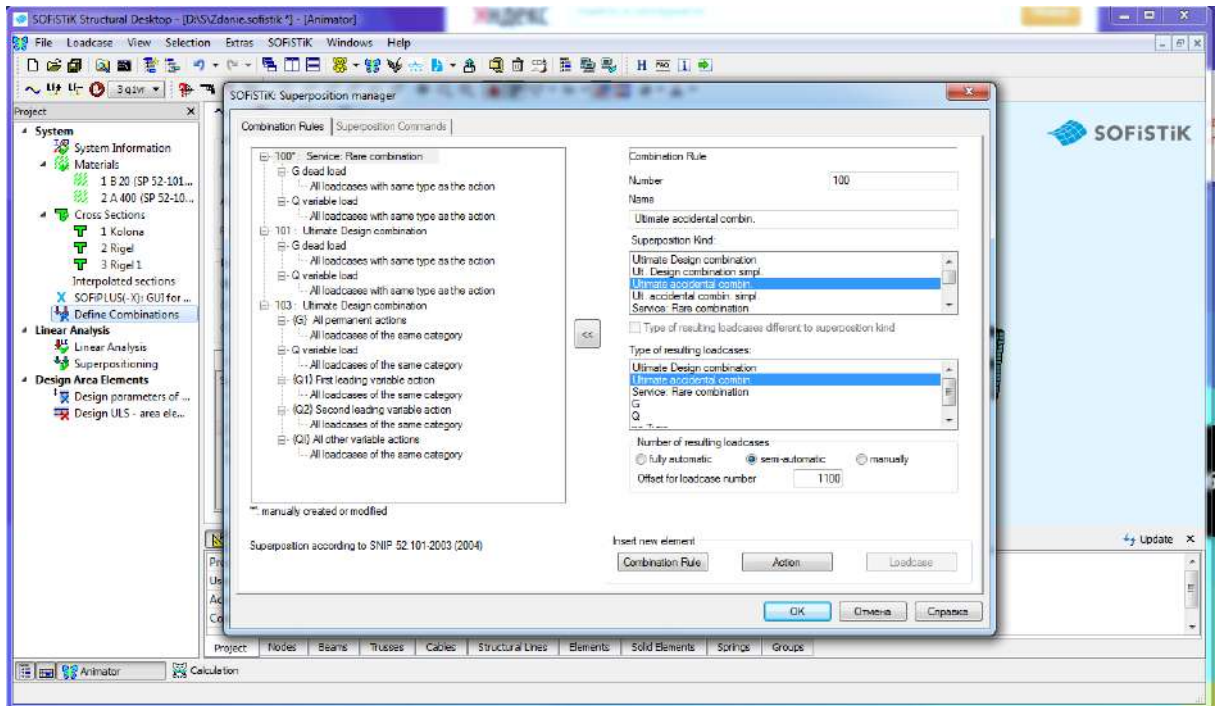 SOFiSTiK Structural Desktop - [D:\S\Zdanie.sofistik *] - [Animator]
File Loadcase View Selection Extras SOFiSTiK Windows Help
Project
System
System Information
Materials
1 B 20 (SP 52-101...
2 A 400 (SP 52-10...
Cross Sections
1 Kolona
2 Rigel
3 Rigel 1
Interpolated sections
SOFiPLUS(-X): GUI for ...
Define Combinations
Linear Analysis
Linear Analysis
Superpositioning
Design Area Elements
Design parameters of ...
Design ULS - area ele...
SOFiSTiK: Superposition manager
Combination Rules Superposition Commands
100* : Service: Rare combination
G dead load
All loadcases with same type as the action
Q variable load
All loadcases with same type as the action
101 : Ultimate Design combination
G dead load
All loadcases with same type as the action
Q variable load
All loadcases with same type as the action
103 : Ultimate Design combination
{G} All permanent actions
All loadcases of the same category
Q variable load
All loadcases of the same category
{Q1} First leading variable action
All loadcases of the same category
{Q2} Second leading variable action
All loadcases of the same category
{QI} All other variable actions
All loadcases of the same category
"*: manually created or modified
Superposition according to SNIP 52.101-2003 (2004)
<<
Combination Rule
Number 100
Name
Ultimate accidental combin.
Superposition Kind:
Ultimate Design combination
Ult. Design combination simpl.
Ultimate accidental combin.
Ult. accidental combin. simpl
Service: Rare combination
Type of resulting loadcases different to superposition kind
Type of resulting loadcases:
Ultimate Design combination
Ultimate accidental combin.
Service: Rare combination
G
Q
Number of resulting loadcases
fully automatic semi-automatic manually
Offset for loadcase number 1100
Insert new element
Combination Rule Action Loadcase
OK Отмена Справка
SOFiSTiK
Update
Project Nodes Beams Trusses Cables Structural Lines Elements Solid Elements Springs Groups
Animator Calculation